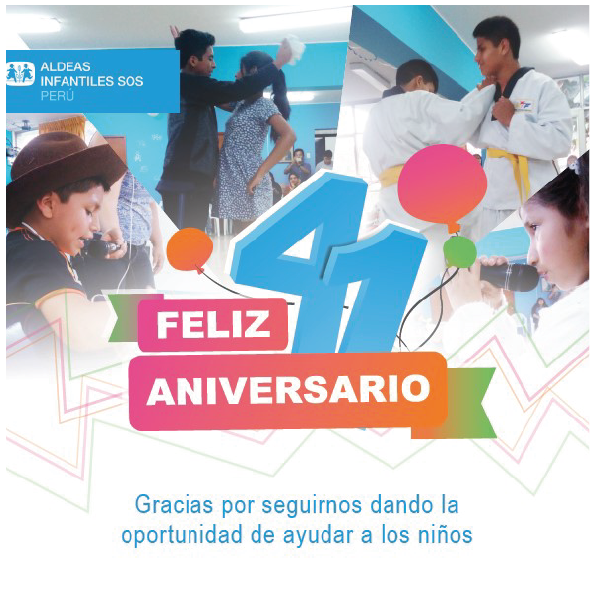 ALDEAS
INFANTILES SOS
PERÚ
41
FELIZ
ANIVERSARIO
Gracias por seguirnos dando la
oportunidad de ayudar a los niños